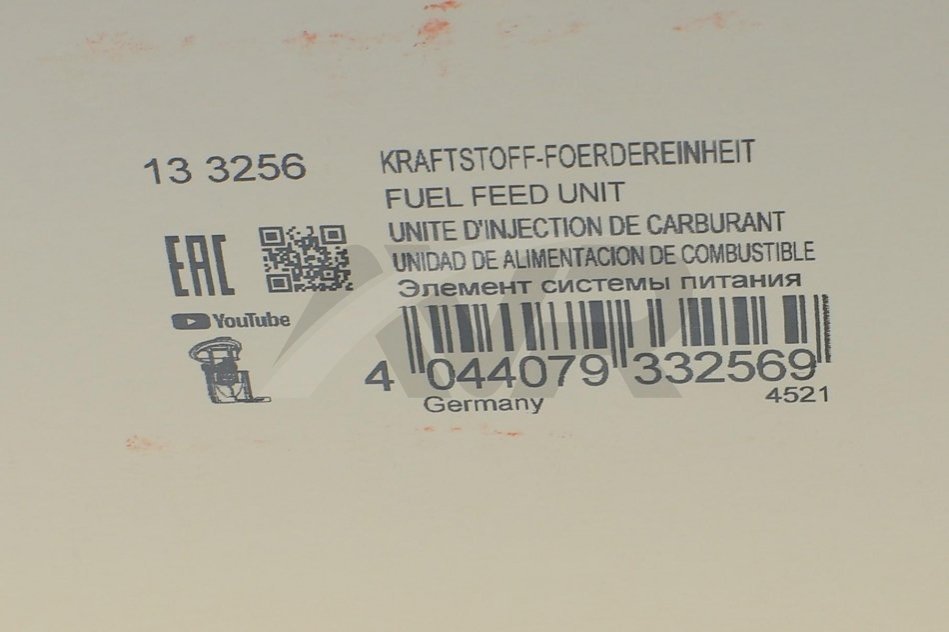 13 3256
KRAFTSTOFF-FOERDEREINHEIT
FUEL FEED UNIT
UNITE D'INJECTION DE CARBURANT
UNIDAD DE ALIMENTACION DE COMBUSTIBLE
Элемент системы питания
EAC
YouTube
4 044079 332569
Germany
4521